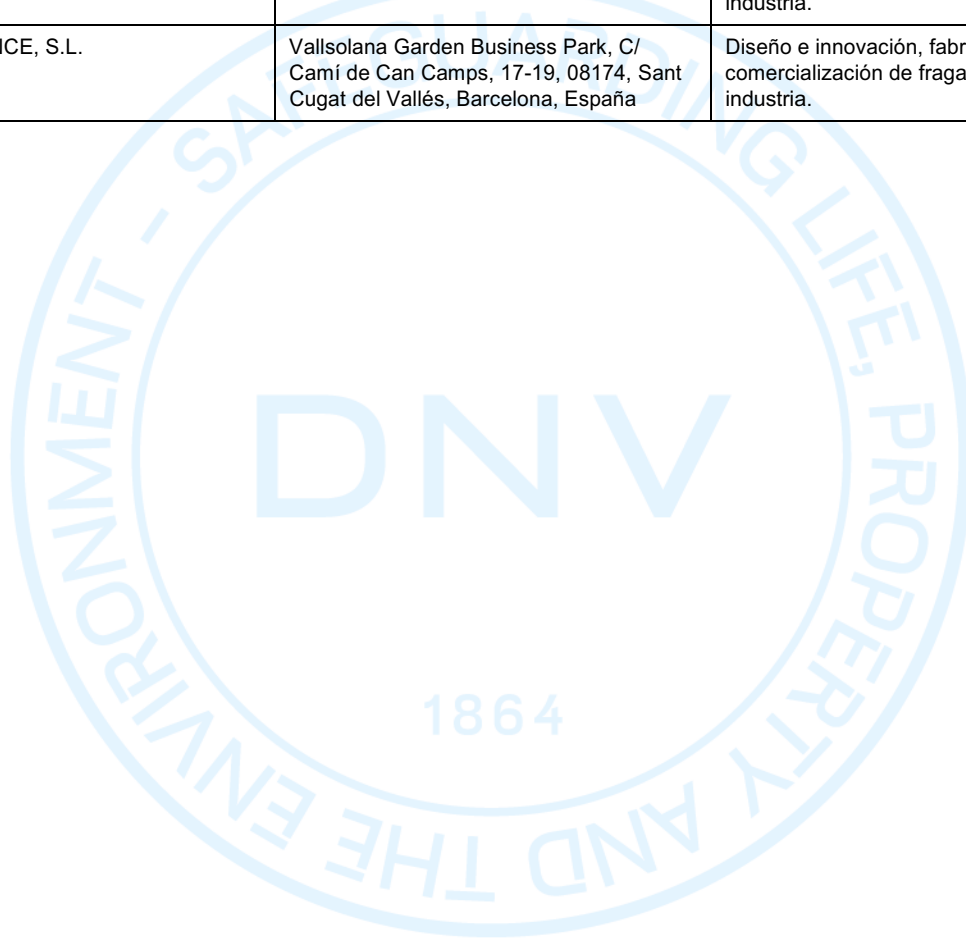 industria.
ICE, S.L.
Vallsolana Garden Business Park, C/
Camí de Can Camps, 17-19, 08174, Sant
Cugat del Vallés, Barcelona, España
Diseño e innovación, fabr
comercialización de fraga
industria.
SAFEGUARDING LIFE, PROPERTY AND THE ENVIRONMENT -
DNV
1864